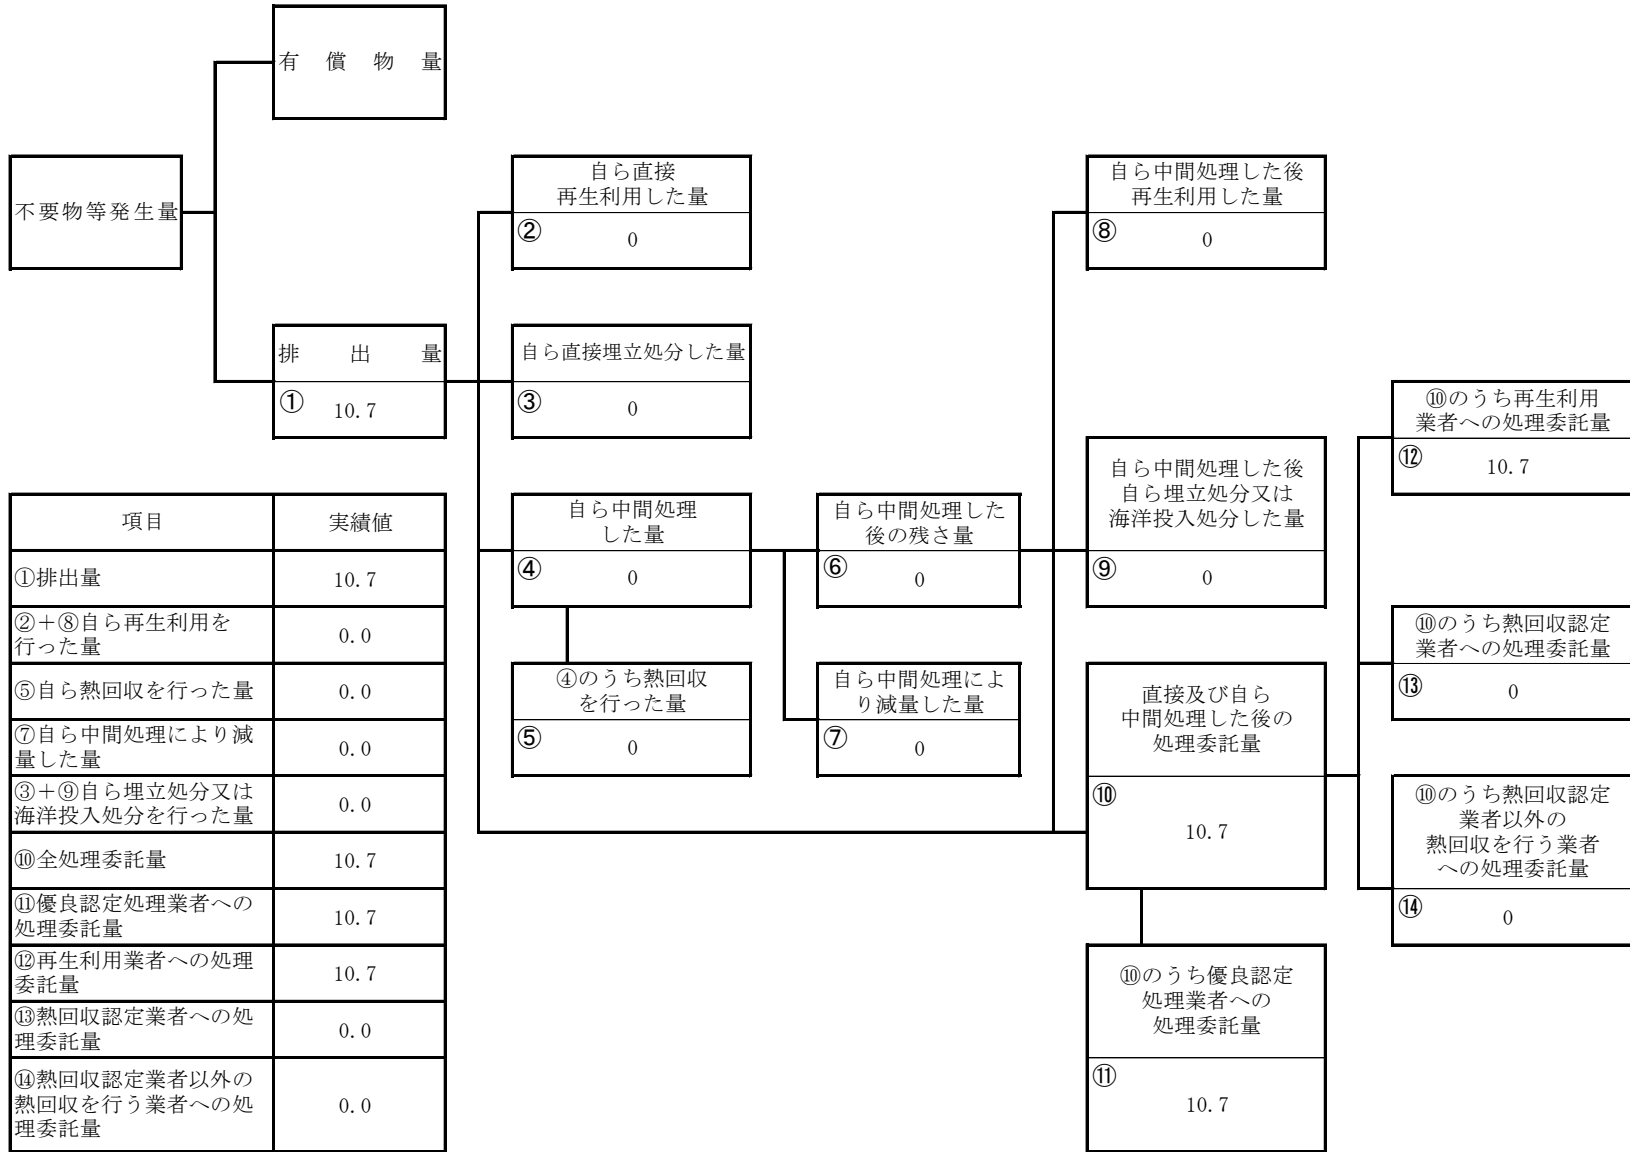 有償物量
不要物等発生量
排出量
① 10.7
自ら直接
再生利用した量
② 0
自ら直接埋立処分した量
③ 0
自ら中間処理
した量
④ 0
④のうち熱回収
を行った量
⑤ 0
自ら中間処理した
後の残さ量
⑥ 0
自ら中間処理によ
り減量した量
⑦ 0
自ら中間処理した後
再生利用した量
⑧ 0
自ら中間処理した後
自ら埋立処分又は
海洋投入処分した量
⑨ 0
直接及び自ら
中間処理した後の
処理委託量
⑩
10.7
⑩のうち優良認定
処理業者への
処理委託量
⑪
10.7
⑩のうち再生利用
業者への処理委託量
⑫ 10.7
⑩のうち熱回収認定
業者への処理委託量
⑬ 0
⑩のうち熱回収認定
業者以外の
熱回収を行う業者
への処理委託量
⑭ 0
項目 実績値
①排出量 10.7
②＋⑧自ら再生利用を
行った量 0.0
⑤自ら熱回収を行った量 0.0
⑦自ら中間処理により減
量した量 0.0
③＋⑨自ら埋立処分又は
海洋投入処分を行った量 0.0
⑩全処理委託量 10.7
⑪優良認定処理業者への
処理委託量 10.7
⑫再生利用業者への処理
委託量 10.7
⑬熱回収認定業者への処
理委託量 0.0
⑭熱回収認定業者以外の
熱回収を行う業者への処
理委託量 0.0